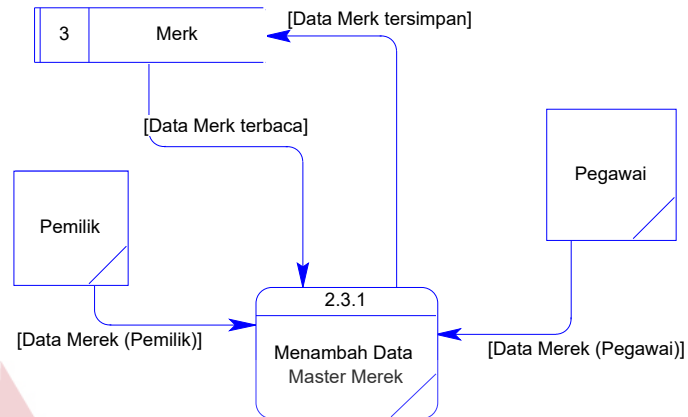 [Data Merk tersimpan]
3 Merk
[Data Merk terbaca]
Pegawai
Pemilik
2.3.1
[Data Merek (Pemilik)]
[Data Merek (Pegawai)]
Menambah Data
Master Merek